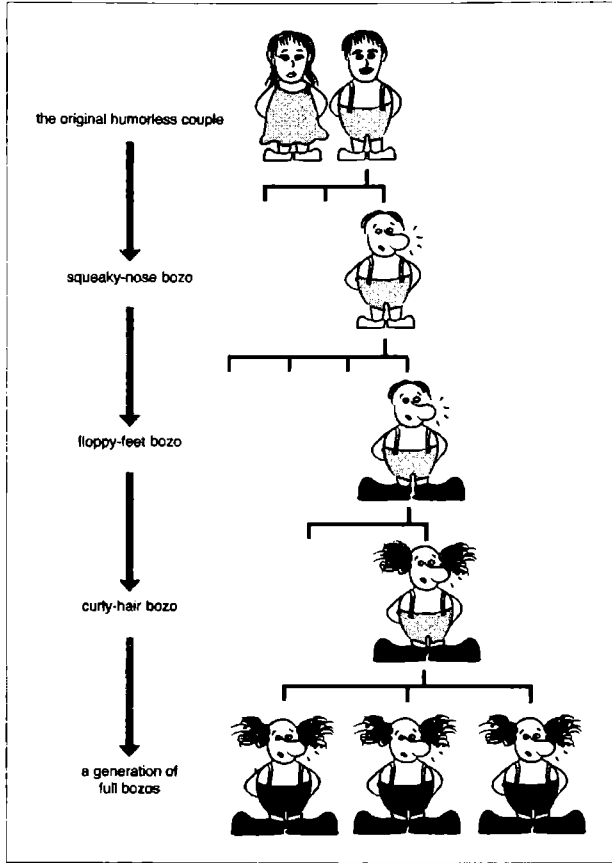 the original humorless couple
squeaky-nose bozo
floppy-feet bozo
curly-hair bozo
a generation of
full bozos